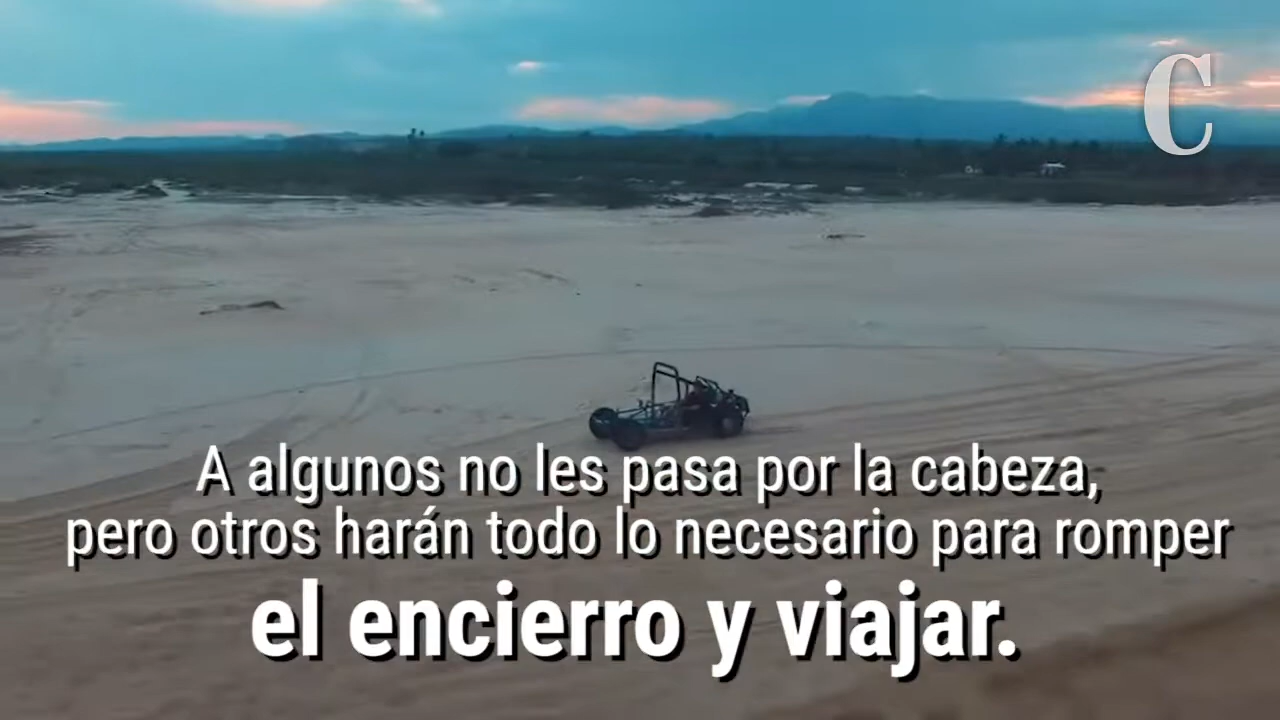 C
A algunos no les pasa por la cabeza,
pero otros harán todo lo necesario para romper
el encierro y viajar.